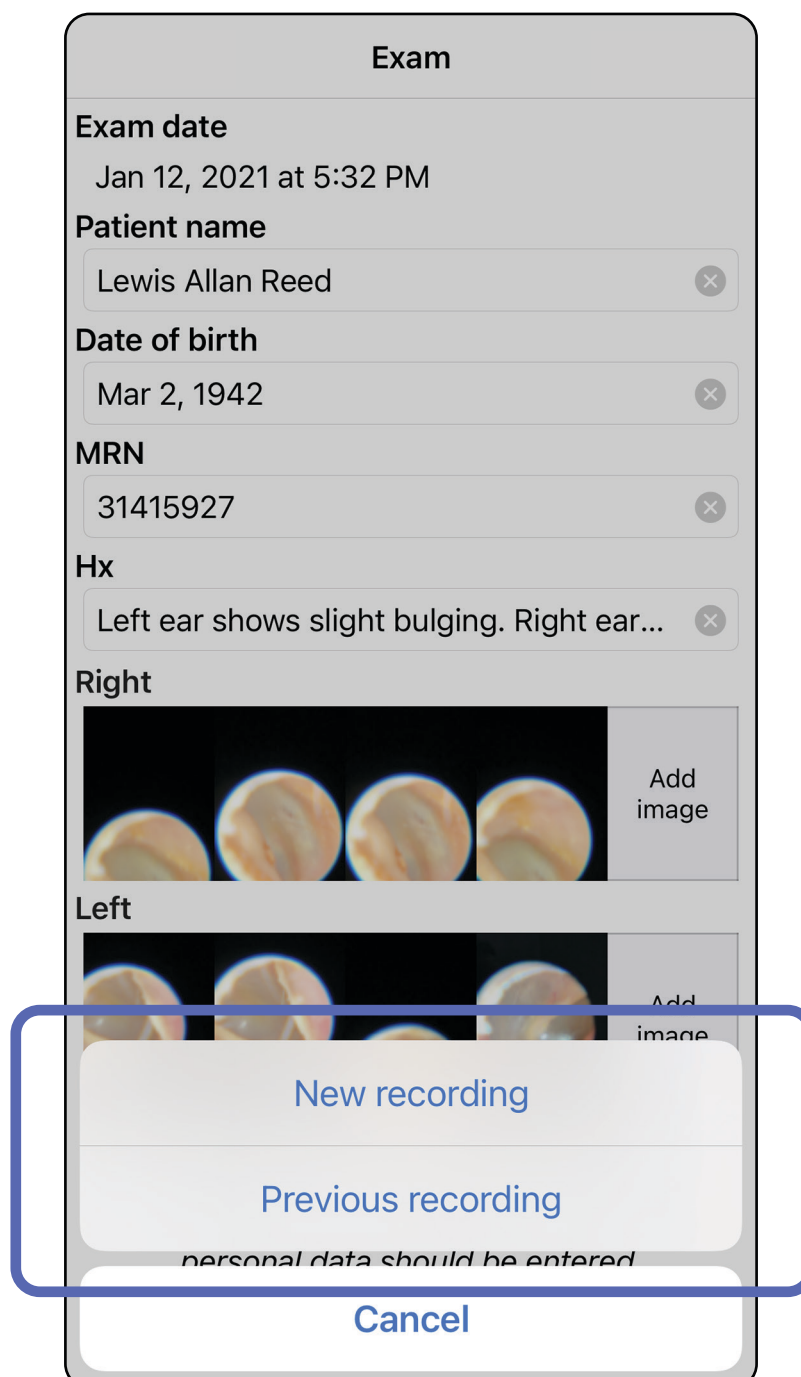 Exam
Exam date
Jan 12, 2021 at 5:32 PM
Patient name
Lewis Allan Reed
Date of birth
Mar 2, 1942
MRN
31415927
Hx
Left ear shows slight bulging. Right ear...
Right
Add
image
Left
Add
image
New recording
Previous recording
personal data should be entered
Cancel